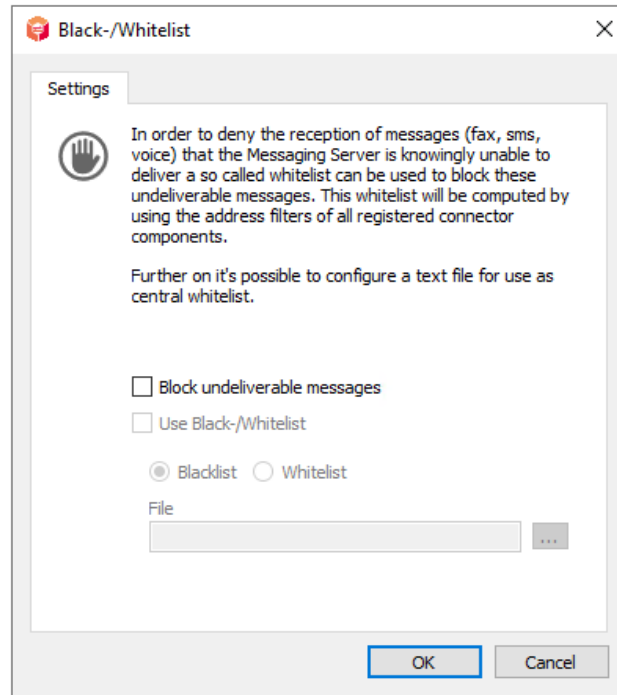 Black-/Whitelist
Settings
In order to deny the reception of messages (fax, sms,
voice) that the Messaging Server is knowingly unable to
deliver a so called whitelist can be used to block these
undeliverable messages. This whitelist will be computed by
using the address filters of all registered connector
components.
Further on it's possible to configure a text file for use as
central whitelist.
Block undeliverable messages
Use Black-/Whitelist
Blacklist Whitelist
File
...
OK Cancel